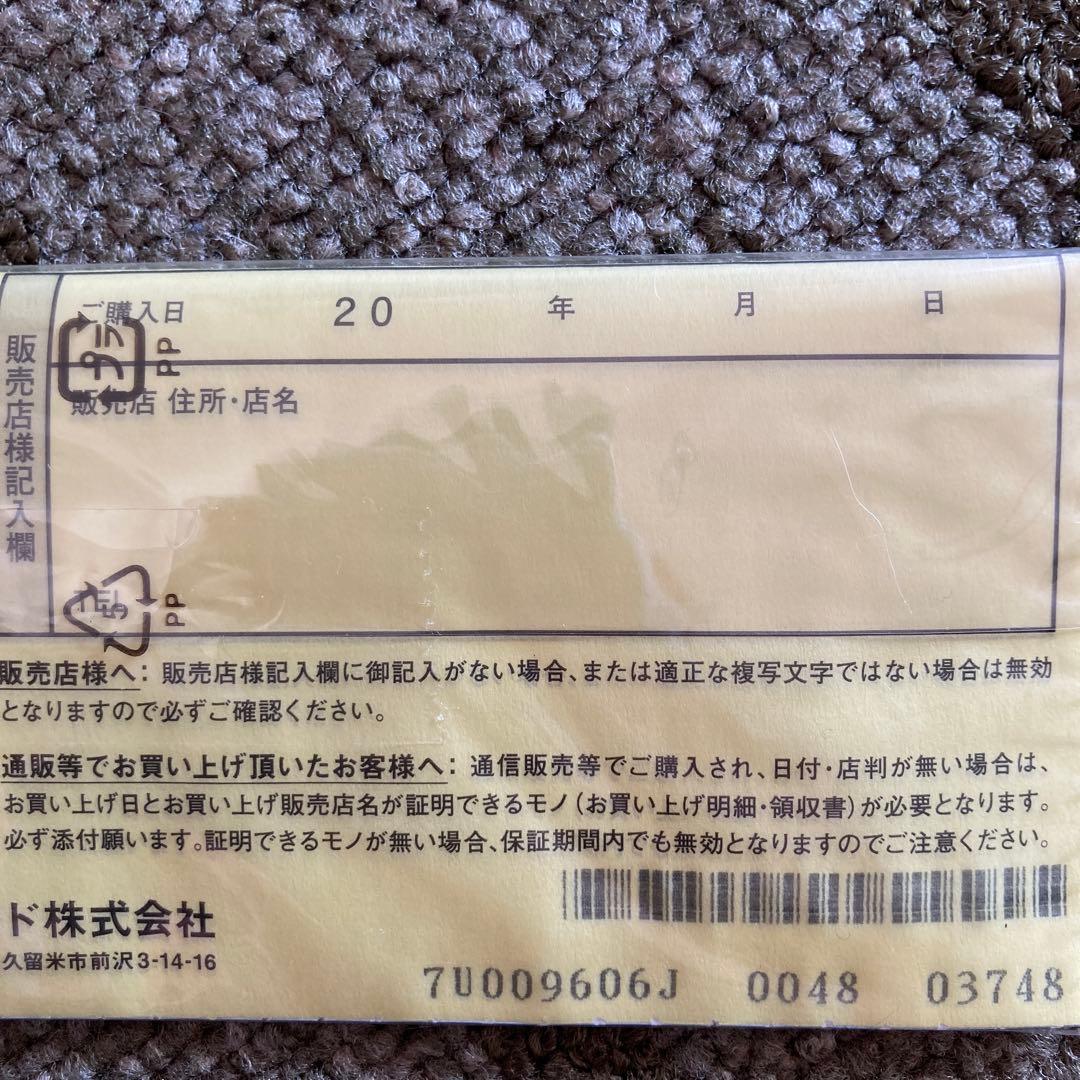 ご購入日 20 年 月 日
プラ
PP
販売店様記入欄
販売店 住所・店名
PP
販売店様へ：販売店様記入欄に御記入がない場合、または適正な複写文字ではない場合は無効
となりますので必ずご確認ください。
通販等でお買い上げ頂いたお客様へ：通信販売等でご購入され、日付・店判が無い場合は、
お買い上げ日とお買い上げ販売店名が証明できるモノ（お買い上げ明細・領収書）が必要となります。
必ず添付願います。証明できるモノが無い場合、保証期間内でも無効となりますのでご注意ください。
ド株式会社
久留米市前沢3-14-16
7U009606J 0048 03748